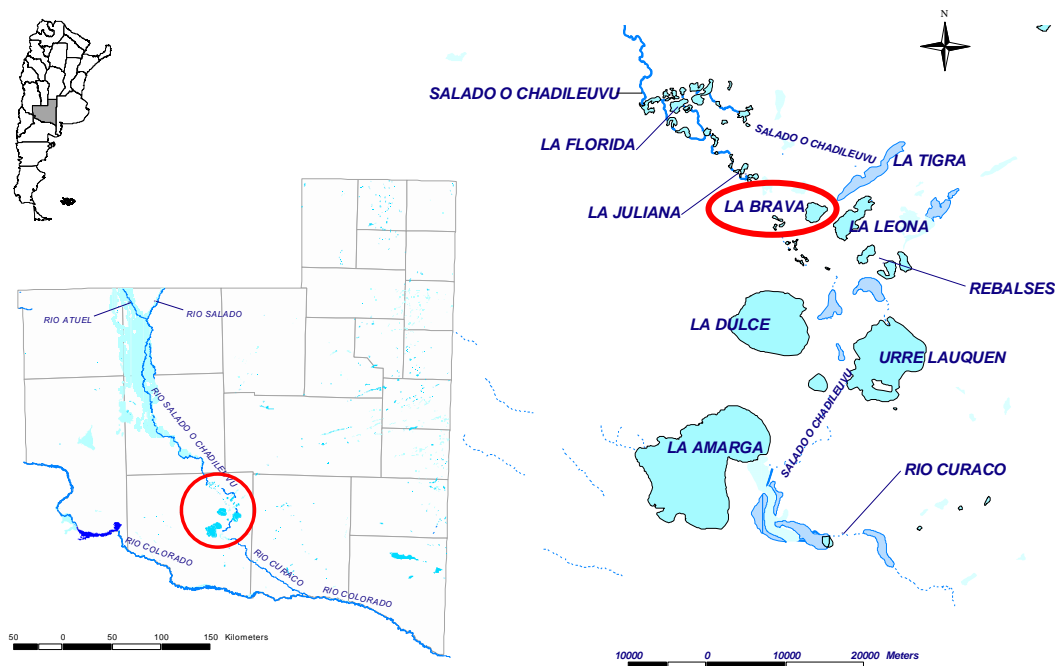 N
SALADO O CHADILEUVU
LA FLORIDA
SALADO O CHADILEUVU
LA TIGRA
LA JULIANA
LA BRAVA
LA LEONA
REBALSES
LA DULCE
URRE LAUQUEN
SALADO O CHADILEUVU
LA AMARGA
RIO CURACO
10000 0 10000 20000 Meters
RIO ATUEL
RIO SALADO
RIO SALADO O CHADILEUVU
RIO COLORADO
RIO CURACO
RIO COLORADO
50 0 50 100 150 Kilometers